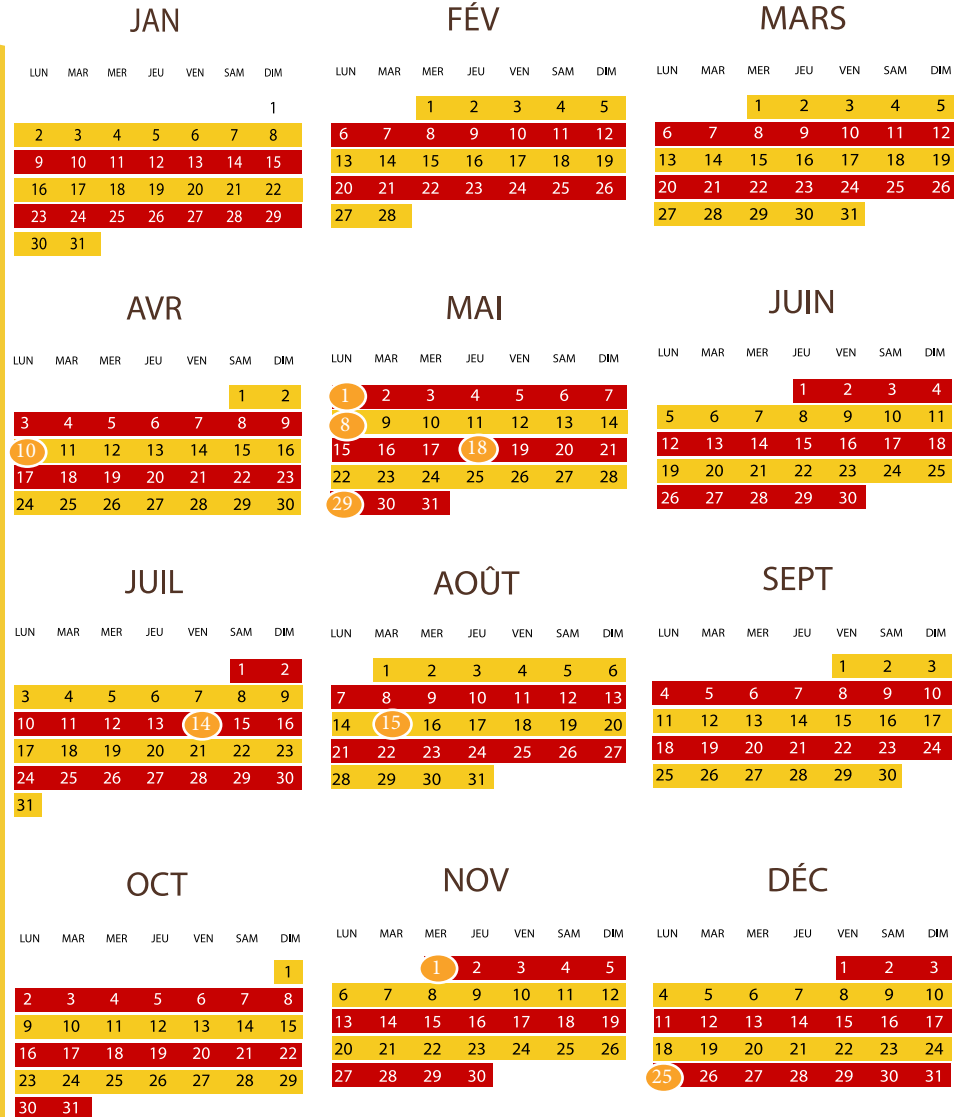 JAN
LUN MAR MER JEU VEN SAM DIM
1
2 3 4 5 6 7 8
9 10 11 12 13 14 15
16 17 18 19 20 21 22
23 24 25 26 27 28 29
30 31
FÉV
LUN MAR MER JEU VEN SAM DIM
1 2 3 4 5
6 7 8 9 10 11 12
13 14 15 16 17 18 19
20 21 22 23 24 25 26
27 28
MARS
LUN MAR MER JEU VEN SAM DIM
1 2 3 4 5
6 7 8 9 10 11 12
13 14 15 16 17 18 19
20 21 22 23 24 25 26
27 28 29 30 31
AVR
LUN MAR MER JEU VEN SAM DIM
1 2
3 4 5 6 7 8 9
10 11 12 13 14 15 16
17 18 19 20 21 22 23
24 25 26 27 28 29 30
MAI
LUN MAR MER JEU VEN SAM DIM
1 2 3 4 5 6 7
8 9 10 11 12 13 14
15 16 17 18 19 20 21
22 23 24 25 26 27 28
29 30 31
JUIN
LUN MAR MER JEU VEN SAM DIM
1 2 3 4
5 6 7 8 9 10 11
12 13 14 15 16 17 18
19 20 21 22 23 24 25
26 27 28 29 30
JUIL
LUN MAR MER JEU VEN SAM DIM
1 2
3 4 5 6 7 8 9
10 11 12 13 14 15 16
17 18 19 20 21 22 23
24 25 26 27 28 29 30
31
AOÛT
LUN MAR MER JEU VEN SAM DIM
1 2 3 4 5 6
7 8 9 10 11 12 13
14 15 16 17 18 19 20
21 22 23 24 25 26 27
28 29 30 31
SEPT
LUN MAR MER JEU VEN SAM DIM
1 2 3
4 5 6 7 8 9 10
11 12 13 14 15 16 17
18 19 20 21 22 23 24
25 26 27 28 29 30
OCT
LUN MAR MER JEU VEN SAM DIM
1
2 3 4 5 6 7 8
9 10 11 12 13 14 15
16 17 18 19 20 21 22
23 24 25 26 27 28 29
30 31
NOV
LUN MAR MER JEU VEN SAM DIM
1 2 3 4 5
6 7 8 9 10 11 12
13 14 15 16 17 18 19
20 21 22 23 24 25 26
27 28 29 30
DÉC
LUN MAR MER JEU VEN SAM DIM
1 2 3
4 5 6 7 8 9 10
11 12 13 14 15 16 17
18 19 20 21 22 23 24
25 26 27 28 29 30 31